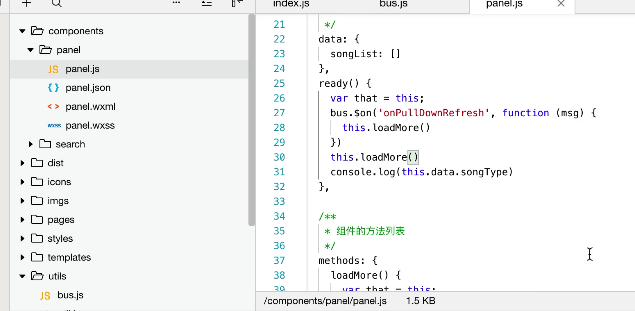 index.js bus.js panel.js
components
panel
JS panel.js
{ } panel.json
< > panel.wxml
wxss panel.wxss
search
dist
icons
imgs
pages
styles
templates
utils
JS bus.js
21 */
22 data: {
23 songList: []
24 },
25 ready() {
26 var that = this;
27 bus.$on('onPullDownRefresh', function (msg) {
28 this.loadMore()
29 })
30 this.loadMore()
31 console.log(this.data.songType)
32 },
33
34 /**
35 * 组件的方法列表
36 */
37 methods: {
38 loadMore() {
39 var that = this;
/components/panel/panel.js 1.5 KB